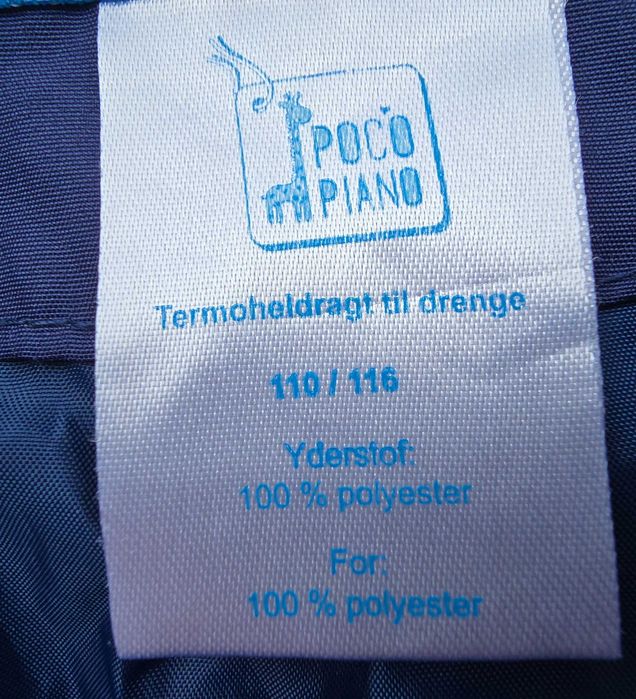 POCO
PIANO
Termoheldragt til drenge
110 / 116
Yderstof:
100 % polyester
For:
100 % polyester